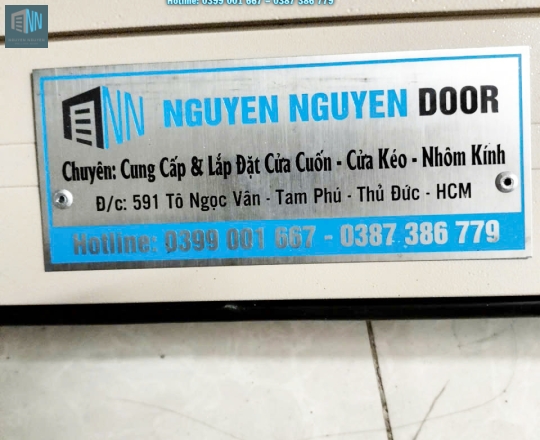 Hotline: 0399 001 667 - 0387 386 779
NN
NN NGUYEN NGUYEN DOOR
Chuyên: Cung Cấp & Lắp Đặt Cửa Cuốn - Cửa Kéo - Nhôm Kính
Đ/c: 591 Tô Ngọc Vân - Tam Phú - Thủ Đức - HCM
Hotline: 0399 001 667 - 0387 386 779